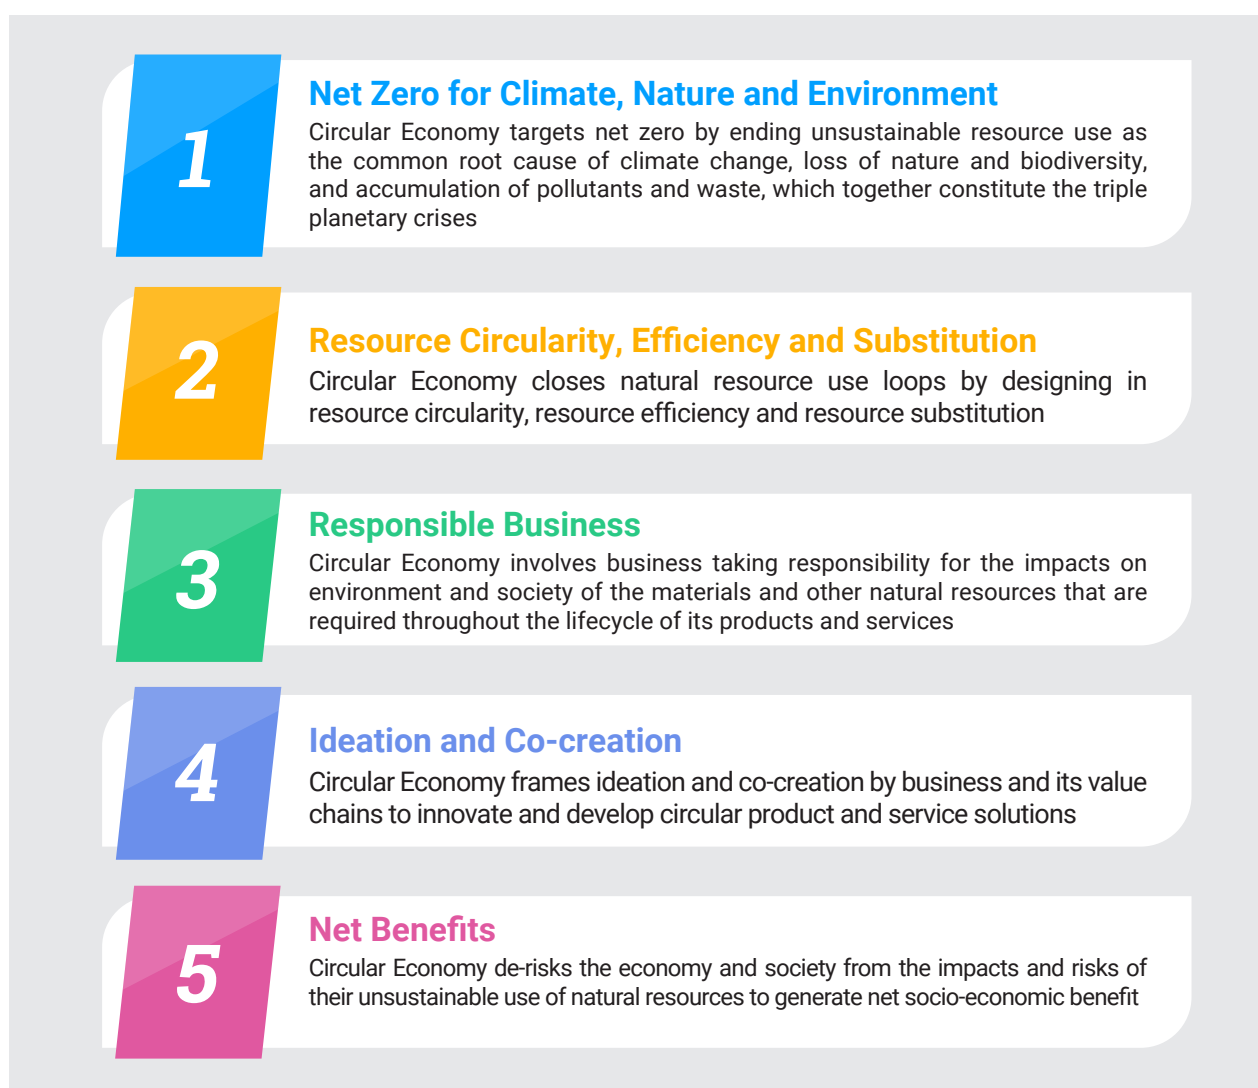 1
Net Zero for Climate, Nature and Environment
Circular Economy targets net zero by ending unsustainable resource use as
the common root cause of climate change, loss of nature and biodiversity,
and accumulation of pollutants and waste, which together constitute the triple
planetary crises
2
Resource Circularity, Efficiency and Substitution
Circular Economy closes natural resource use loops by designing in
resource circularity, resource efficiency and resource substitution
3
Responsible Business
Circular Economy involves business taking responsibility for the impacts on
environment and society of the materials and other natural resources that are
required throughout the lifecycle of its products and services
4
Ideation and Co-creation
Circular Economy frames ideation and co-creation by business and its value
chains to innovate and develop circular product and service solutions
5
Net Benefits
Circular Economy de-risks the economy and society from the impacts and risks of
their unsustainable use of natural resources to generate net socio-economic benefit